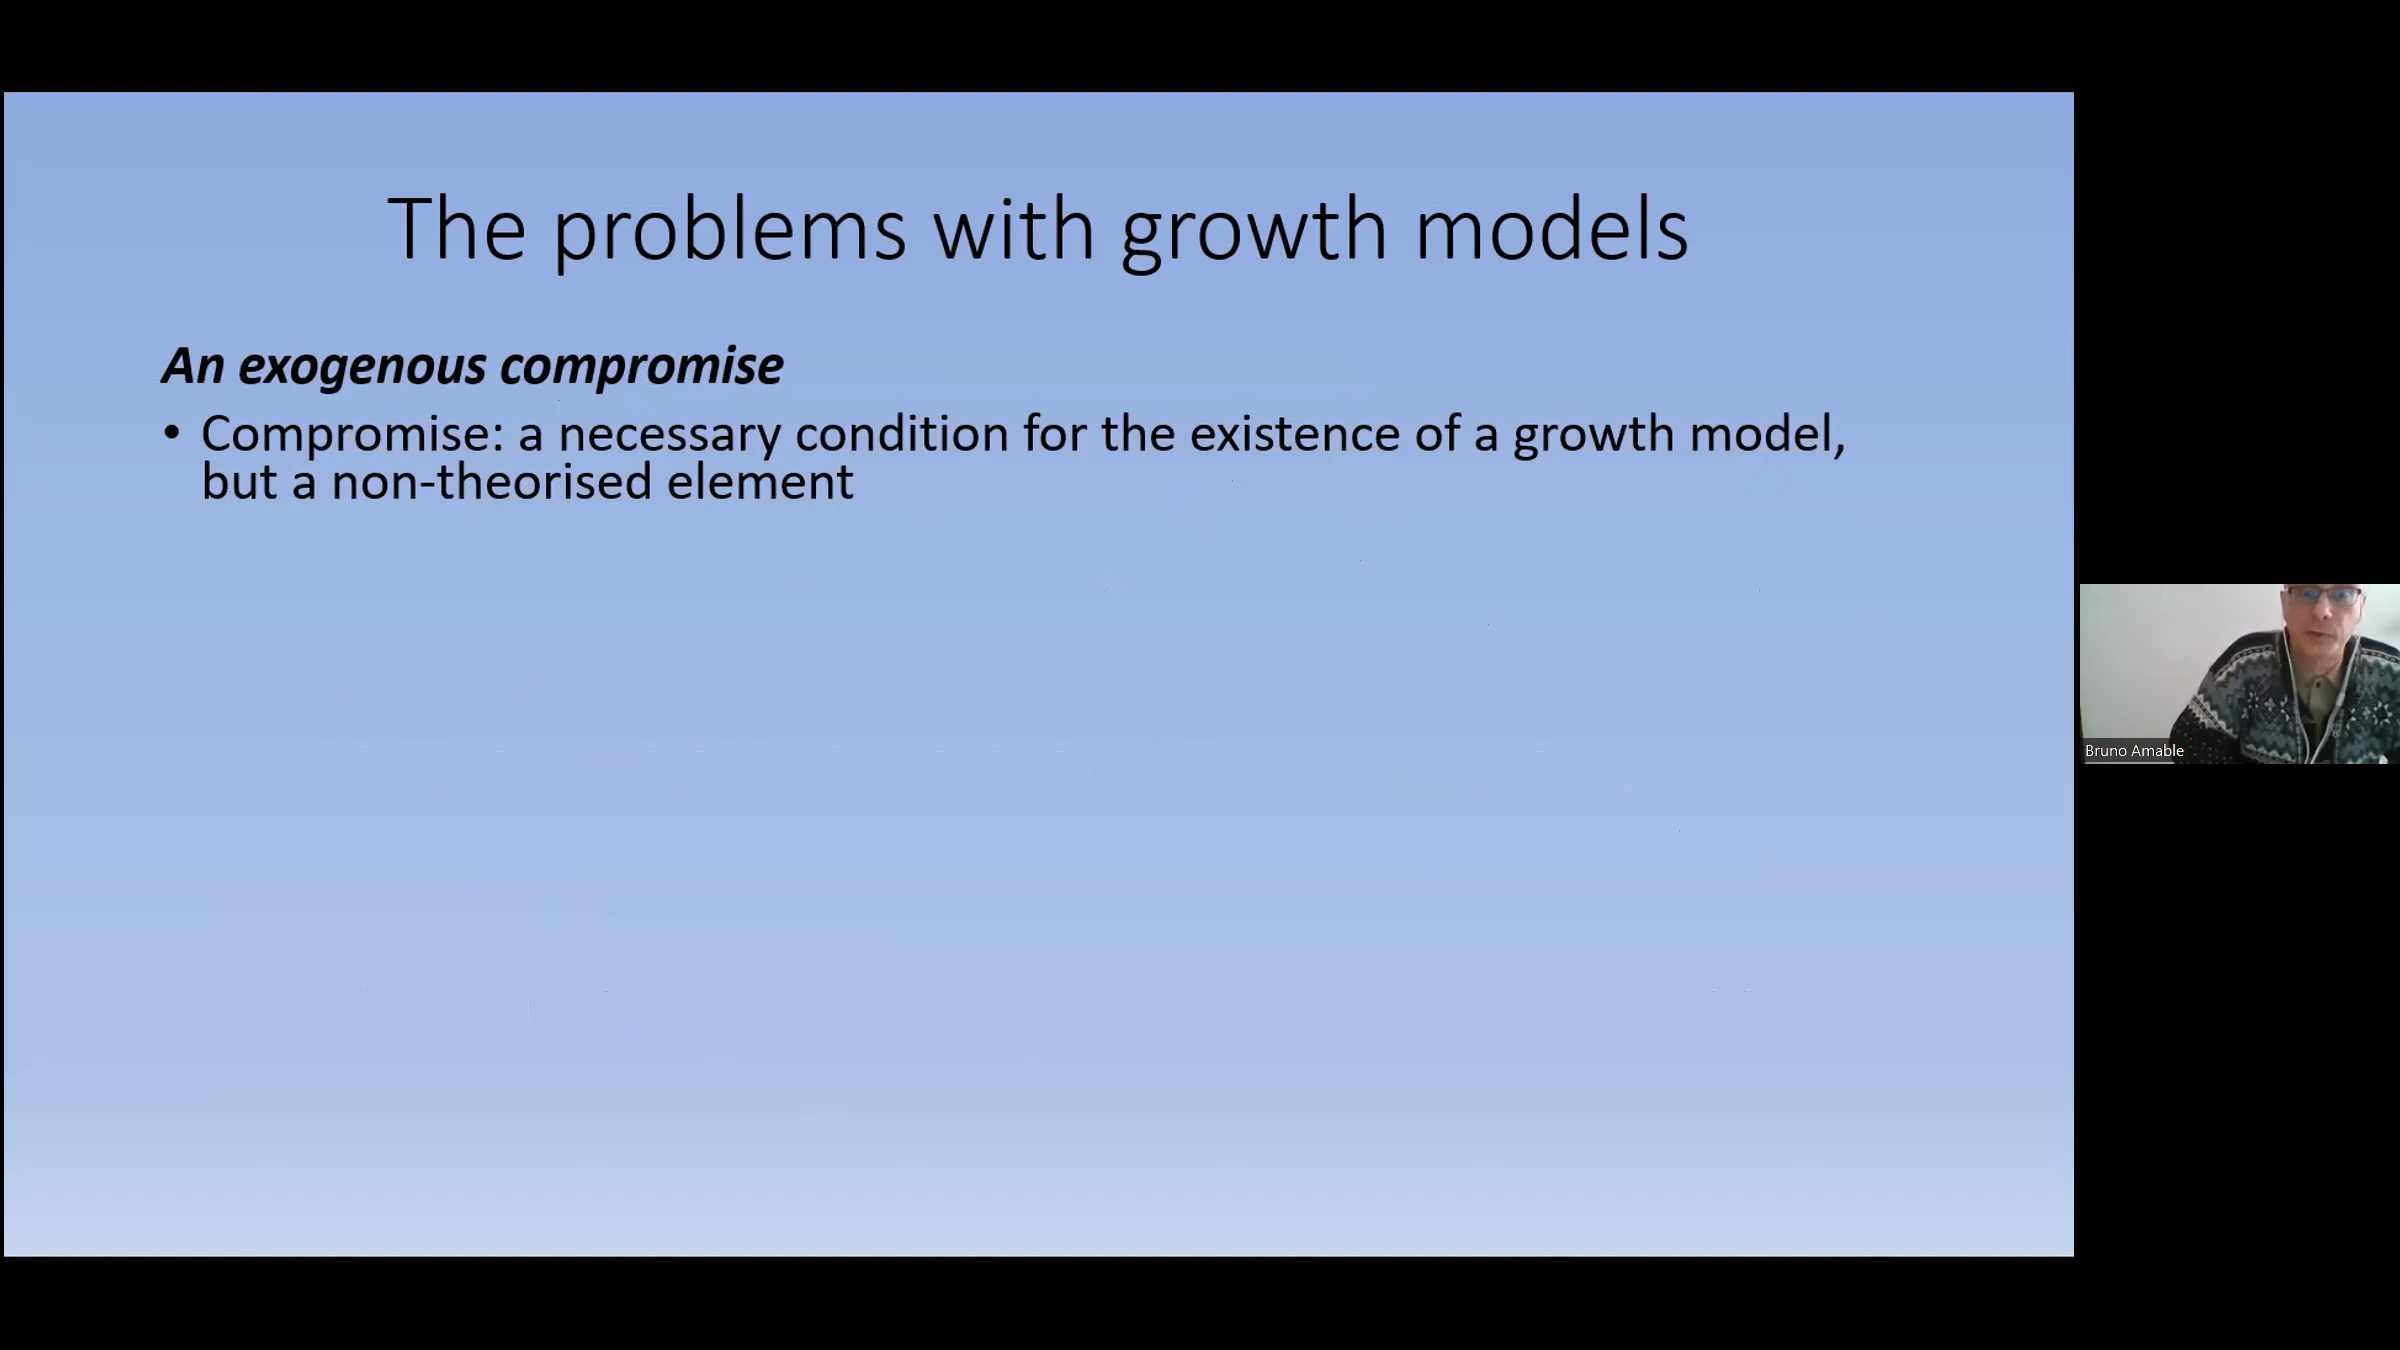 The problems with growth models
An exogenous compromise
• Compromise: a necessary condition for the existence of a growth model,
but a non-theorised element
Bruno Amable